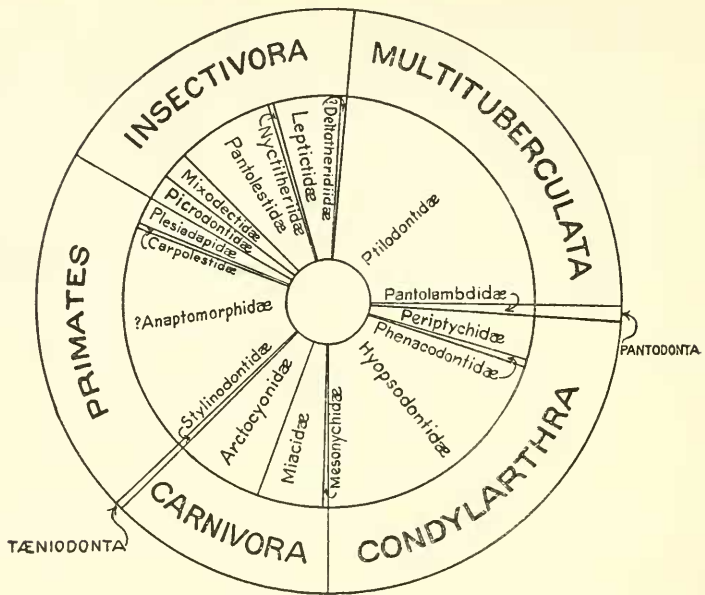 INSECTIVORA
MULTITUBERCULATA
?Deltatheridiidæ
Leptictidæ
Nyctitheriidæ
Pantolestidæ
Mixodectidæ
Picrodontidæ
Plesiadapidæ
Carpolestidæ
Ptilodontidæ
PRIMATES
?Anaptomorphidæ
Pantolambdidæ
Periptychidæ
Phenacodontidæ
PANTODONTA
Hyopsodontidæ
Stylinodontidæ
Arctocyonidæ
Miacidæ
Mesonychidæ
CONDYLARTHRA
CARNIVORA
TÆNIODONTA